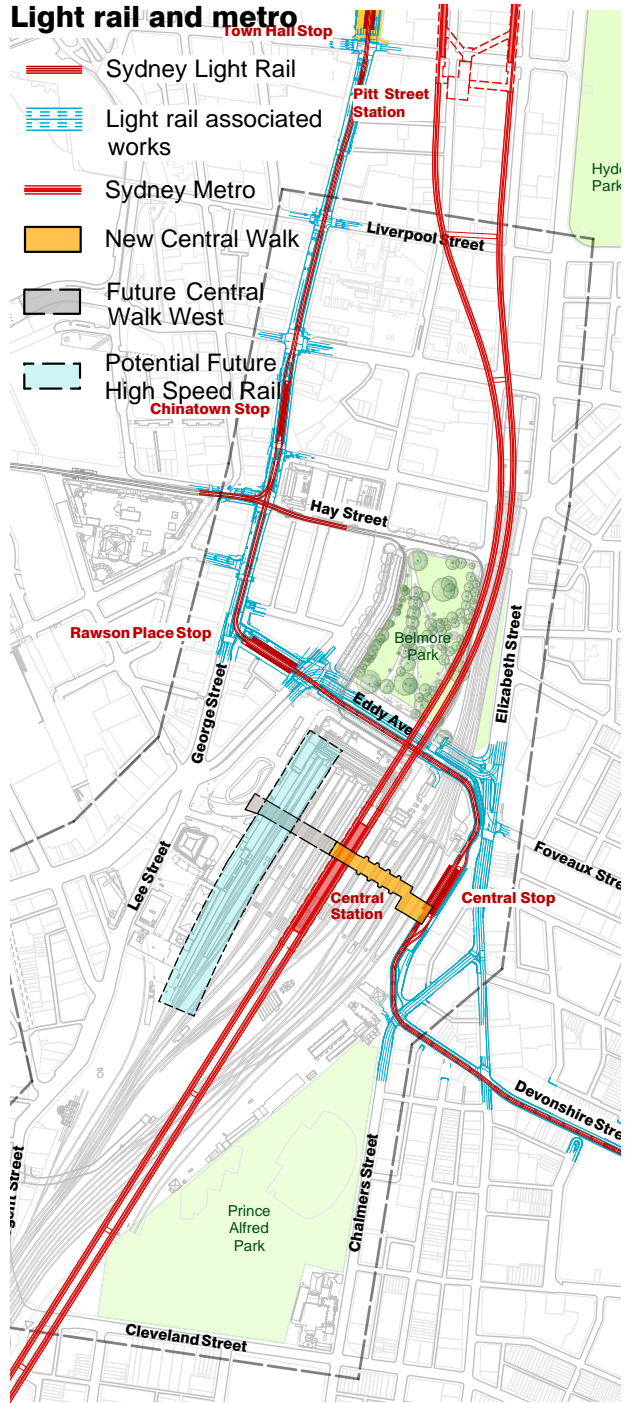 Light rail and metro
Town Hall Stop
Sydney Light Rail
Pitt Street
Station
Light rail associated
works
Hyde
Park
Sydney Metro
Liverpool Street
New Central Walk
Future Central
Walk West
Potential Future
High Speed Rail
Chinatown Stop
Hay Street
Rawson Place Stop
Belmore
Park
Elizabeth Street
George Street
Eddy Ave
Foveaux Stre
Lee Street
Central
Station
Central Stop
Devonshire Stre
gent Street
Chalmers Street
Prince
Alfred
Park
Cleveland Street